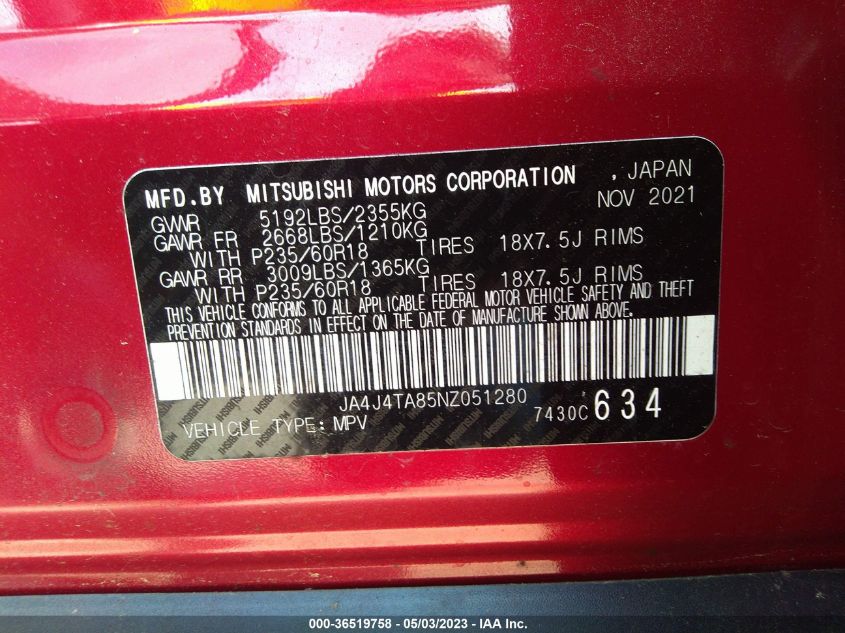 MFD.BY MITSUBISHI MOTORS CORPORATION , JAPAN
NOV 2021
GVWR 5192LBS/2355KG
GAWR FR 2668LBS/1210KG
WITH P235/60R18 TIRES 18X7.5J RIMS
GAWR RR 3009LBS/1365KG
WITH P235/60R18 TIRES 18X7.5J RIMS
THIS VEHICLE CONFORMS TO ALL APPLICABLE FEDERAL MOTOR VEHICLE SAFETY AND THEFT
PREVENTION STANDARDS IN EFFECT ON THE DATE OF MANUFACTURE SHOWN ABOVE.
JA4J4TA85NZ051280
7430C 634
VEHICLE TYPE: MPV
000-36519758 - 05/03/2023 - IAA Inc.